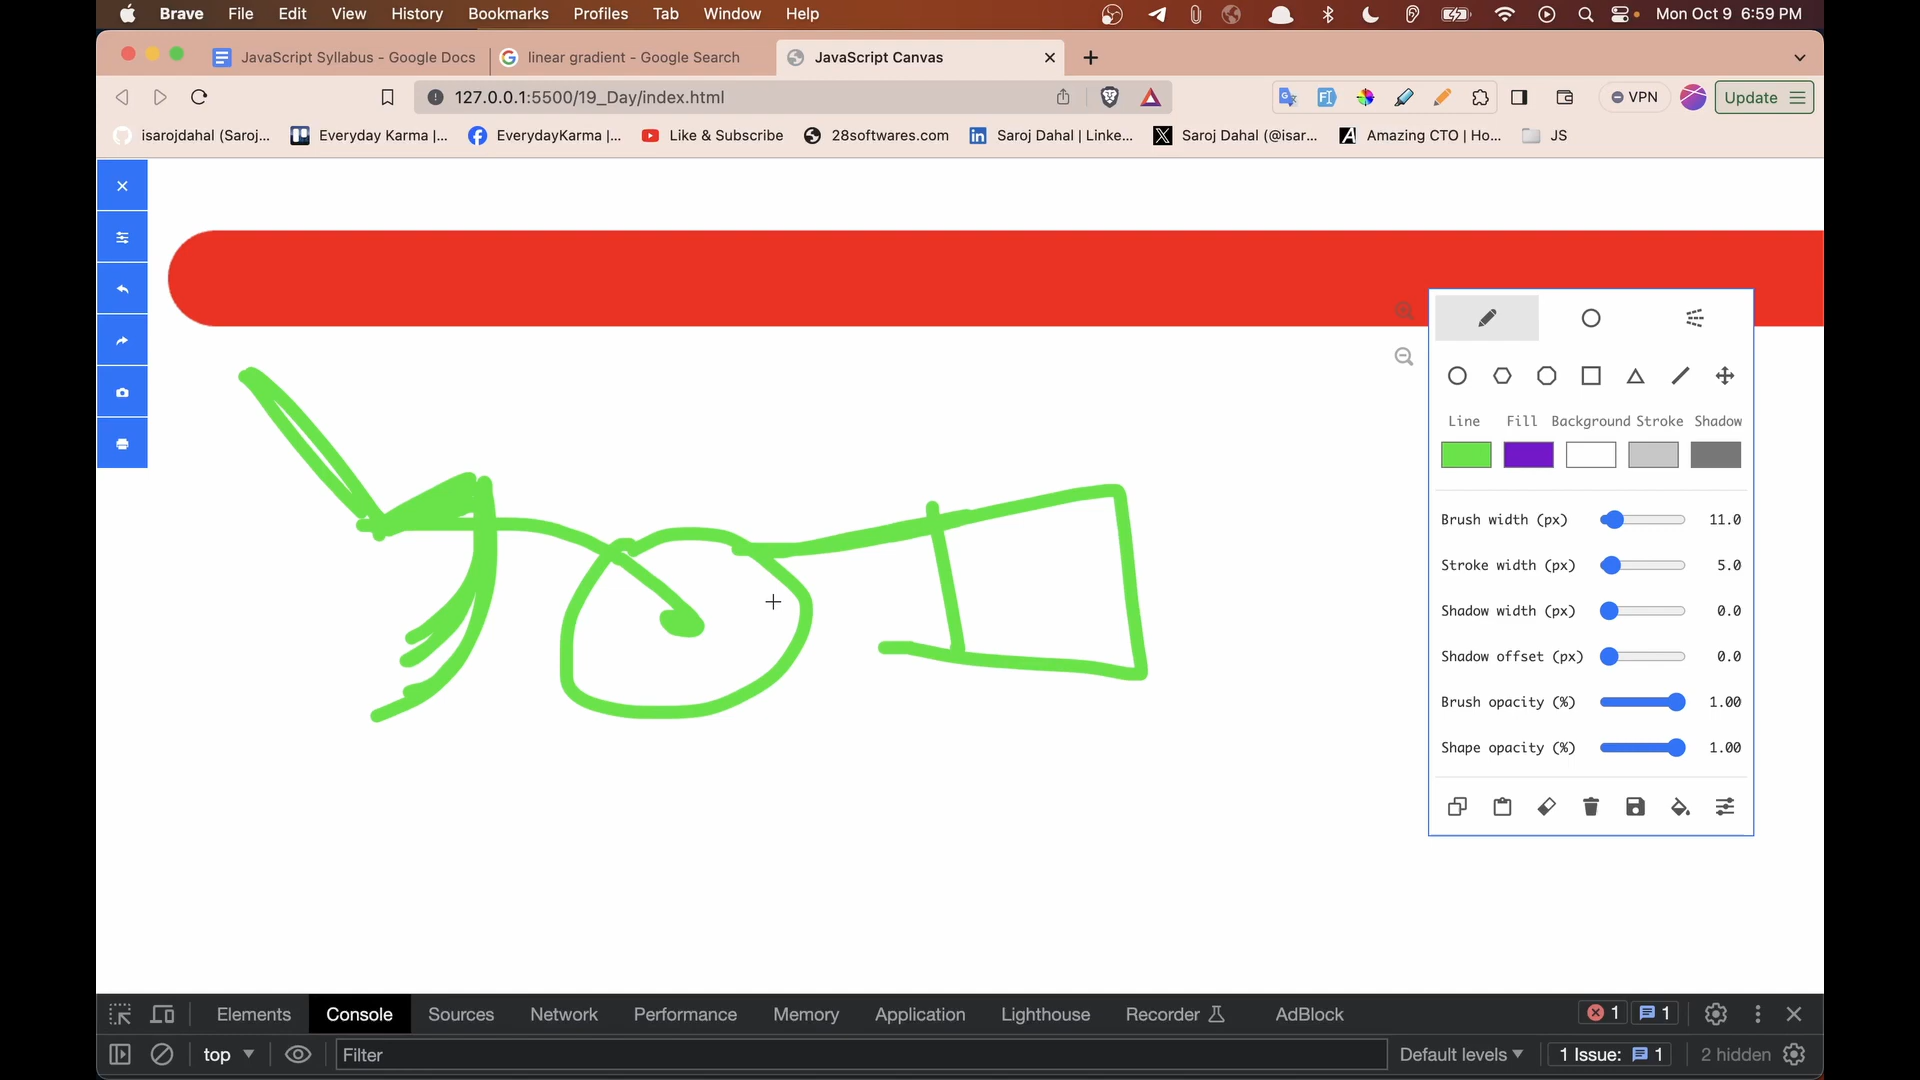 Brave File Edit View History Bookmarks Profiles Tab Window Help Mon Oct 9 6:59 PM
JavaScript Syllabus - Google Docs linear gradient - Google Search JavaScript Canvas
127.0.0.1:5500/19_Day/index.html VPN Update
isarojdahal (Saroj... Everyday Karma |... EverydayKarma |... Like & Subscribe 28softwares.com Saroj Dahal | Linke... Saroj Dahal (@isar... Amazing CTO | Ho... JS
Line Fill Background Stroke Shadow
Brush width (px) 11.0
Stroke width (px) 5.0
Shadow width (px) 0.0
Shadow offset (px) 0.0
Brush opacity (%) 1.00
Shape opacity (%) 1.00
Elements Console Sources Network Performance Memory Application Lighthouse Recorder AdBlock 1 1
top Filter Default levels 1 Issue: 1 2 hidden